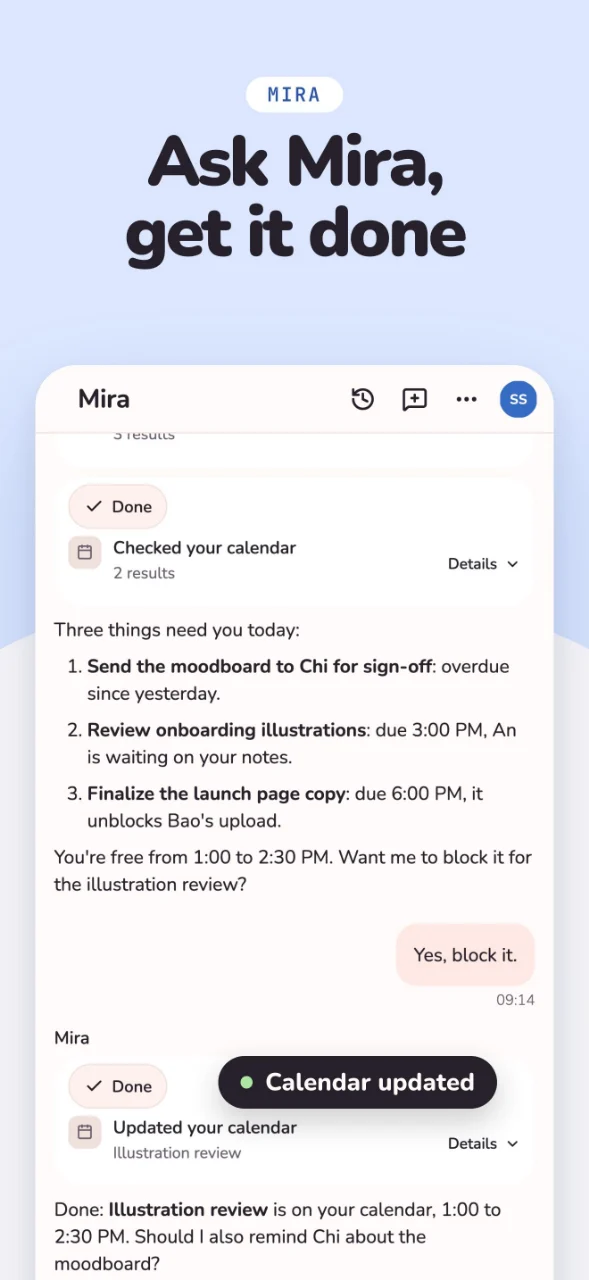 MIRA
Ask Mira,
get it done
Mira
SS
3 results
Done
Checked your calendar
2 results
Details
Three things need you today:
1. Send the moodboard to Chi for sign-off: overdue
since yesterday.
2. Review onboarding illustrations: due 3:00 PM, An
is waiting on your notes.
3. Finalize the launch page copy: due 6:00 PM, it
unblocks Bao's upload.
You're free from 1:00 to 2:30 PM. Want me to block it for
the illustration review?
Yes, block it.
09:14
Mira
Done
Calendar updated
Updated your calendar
Illustration review
Details
Done: Illustration review is on your calendar, 1:00 to
2:30 PM. Should I also remind Chi about the
moodboard?